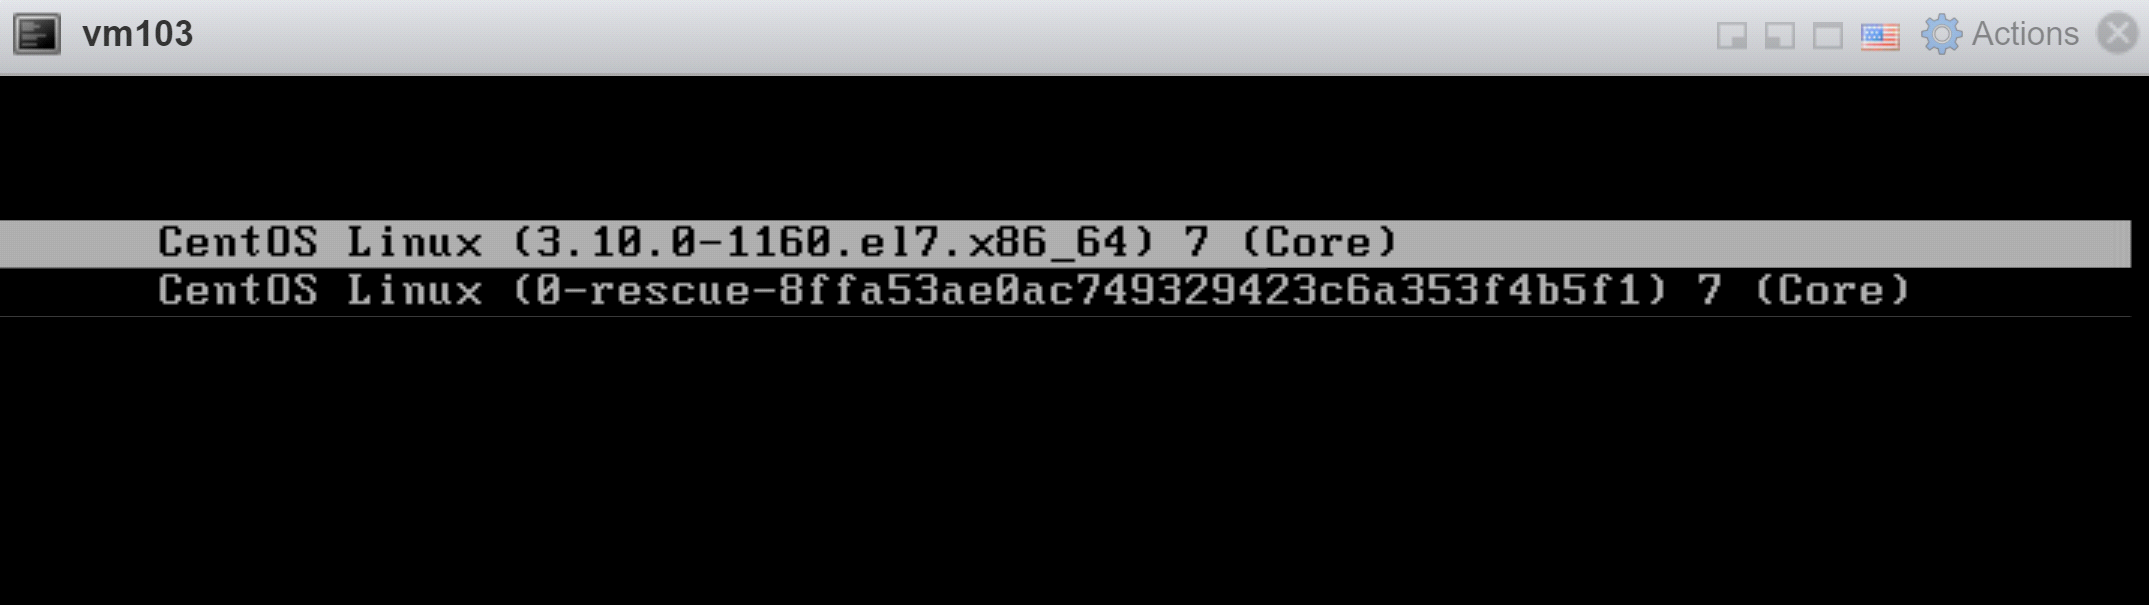 vm103
Actions
CentOS Linux (3.10.0-1160.el7.x86_64) 7 (Core)
CentOS Linux (0-rescue-8ffa53ae0ac749329423c6a353f4b5f1) 7 (Core)